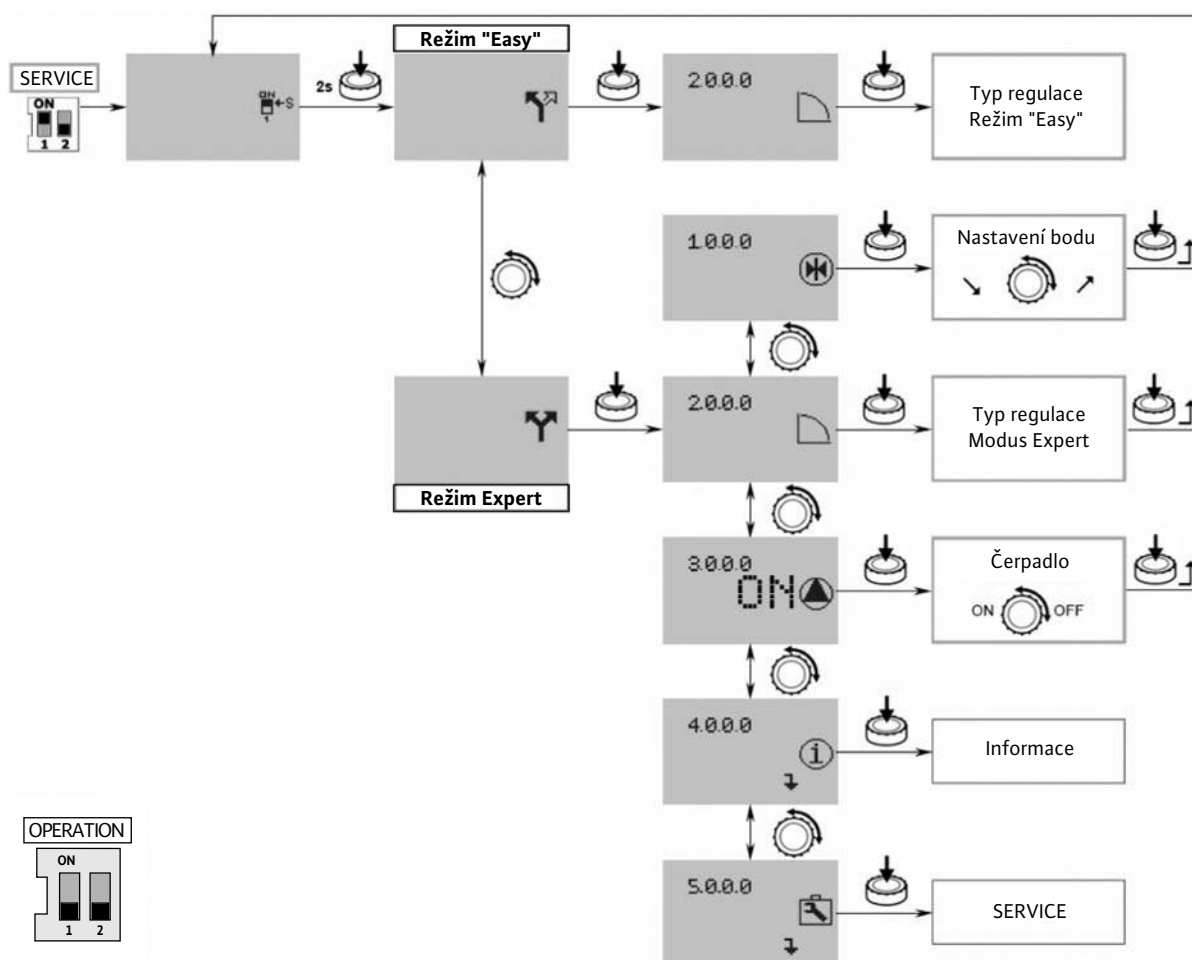 Režim "Easy"
SERVICE
ON
1 2
ON
←S
1
2s
2.0.0.0
Typ regulace
Režim "Easy"
1.0.0.0
Nastavení bodu
Režim Expert
2.0.0.0
Typ regulace
Modus Expert
3.0.0.0
ON
Čerpadlo
ON OFF
4.0.0.0
i
Informace
OPERATION
ON
1 2
5.0.0.0
SERVICE